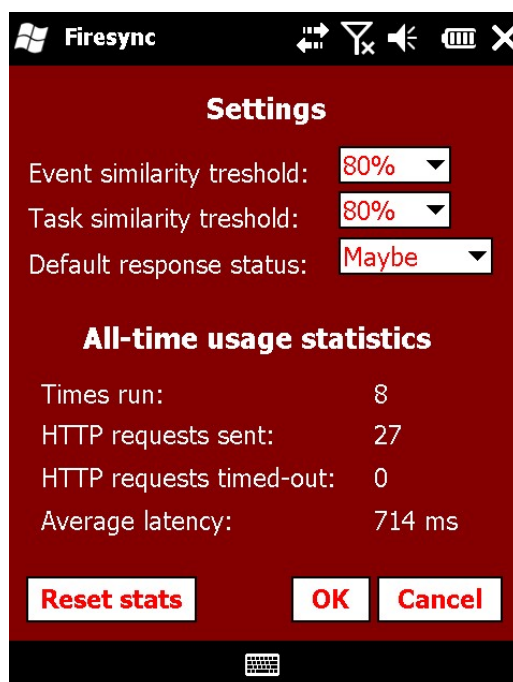 Firesync
Settings
Event similarity treshold: 80%
Task similarity treshold: 80%
Default response status: Maybe
All-time usage statistics
Times run: 8
HTTP requests sent: 27
HTTP requests timed-out: 0
Average latency: 714 ms
Reset stats OK Cancel